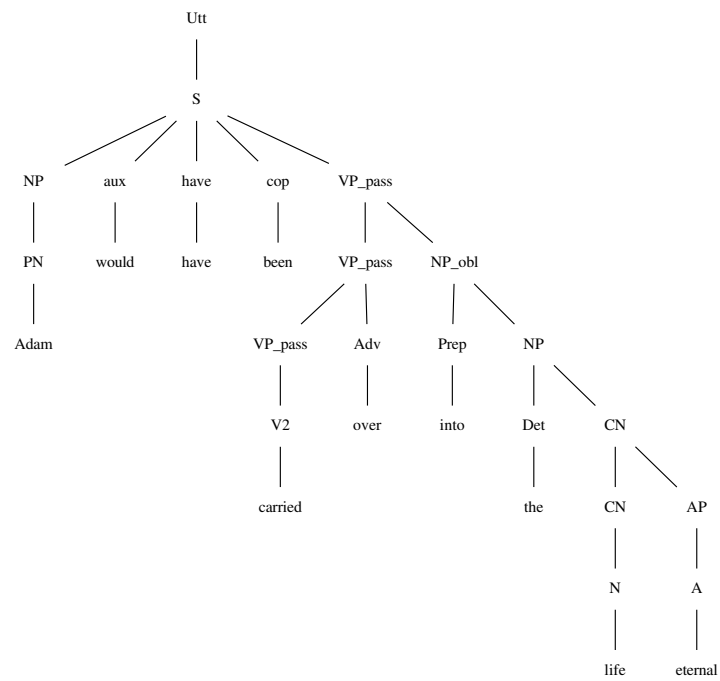 Utt
S
NP aux have cop VP_pass
PN would have been VP_pass NP_obl
Adam VP_pass Adv Prep NP
V2 over into Det CN
carried the CN AP
N A
life eternal